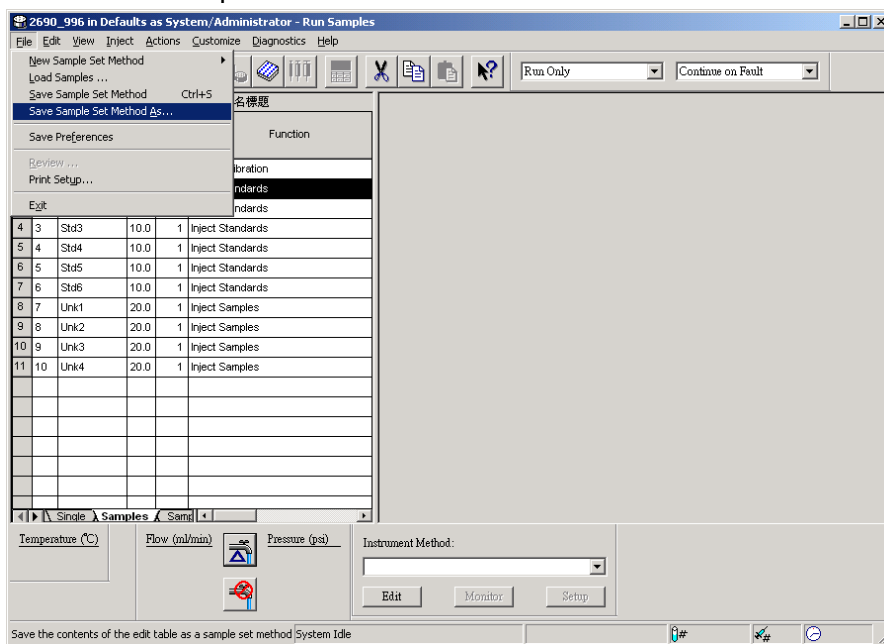 2690_996 in Defaults as System/Administrator - Run Samples
File Edit View Inject Actions Customize Diagnostics Help
New Sample Set Method
Load Samples ...
Save Sample Set Method Ctrl+S
Save Sample Set Method As...
Save Preferences
Review ...
Print Setup...
Exit
Run Only
Continue on Fault
名標題
Function
ibration
ndards
ndards
4 3 Std3 10.0 1 Inject Standards
5 4 Std4 10.0 1 Inject Standards
6 5 Std5 10.0 1 Inject Standards
7 6 Std6 10.0 1 Inject Standards
8 7 Unk1 20.0 1 Inject Samples
9 8 Unk2 20.0 1 Inject Samples
10 9 Unk3 20.0 1 Inject Samples
11 10 Unk4 20.0 1 Inject Samples
Single Samples Samp
Temperature (℃) Flow (ml/min) Pressure (psi)
Instrument Method:
Edit Monitor Setup
Save the contents of the edit table as a sample set method System Idle
# #